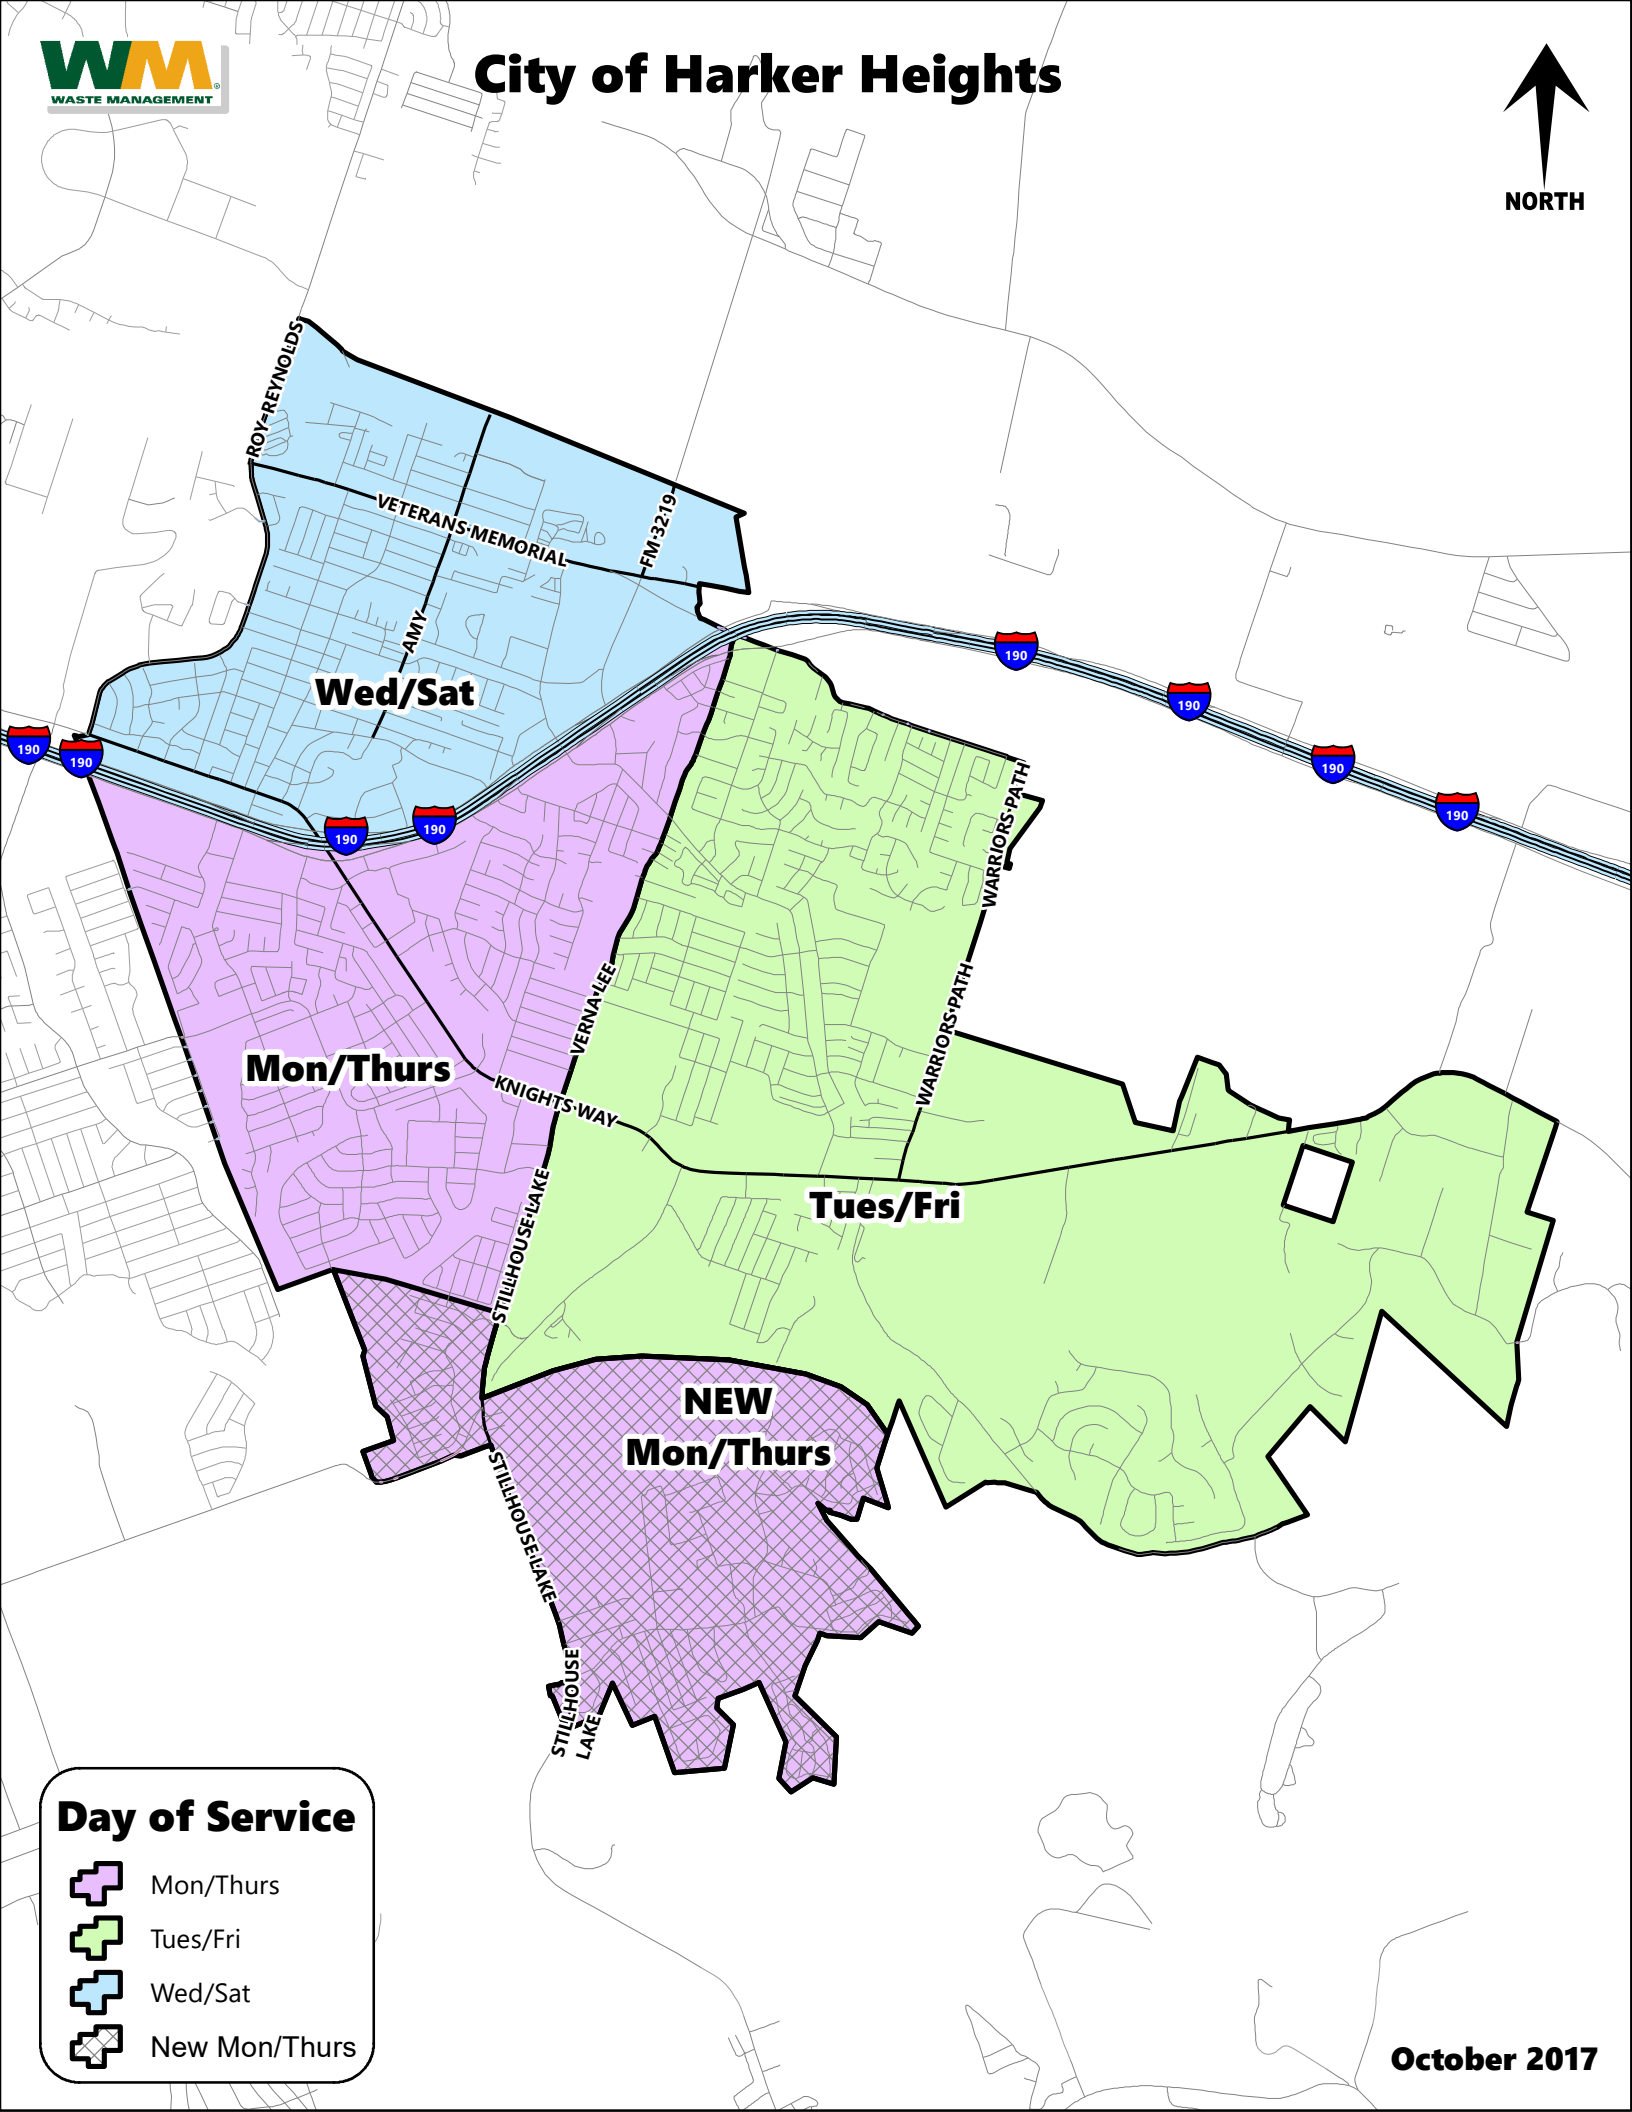 WM
WASTE MANAGEMENT
City of Harker Heights
NORTH
ROY REYNOLDS
VETERANS MEMORIAL
FM 3219
AMY
Wed/Sat
190
190
190
190
190
190
190
190
WARRIORS PATH
VERNA LEE
WARRIORS PATH
Mon/Thurs
KNIGHTS WAY
STILLHOUSE LAKE
Tues/Fri
NEW
Mon/Thurs
STILLHOUSE LAKE
STILLHOUSE
LAKE
Day of Service
Mon/Thurs
Tues/Fri
Wed/Sat
New Mon/Thurs
October 2017